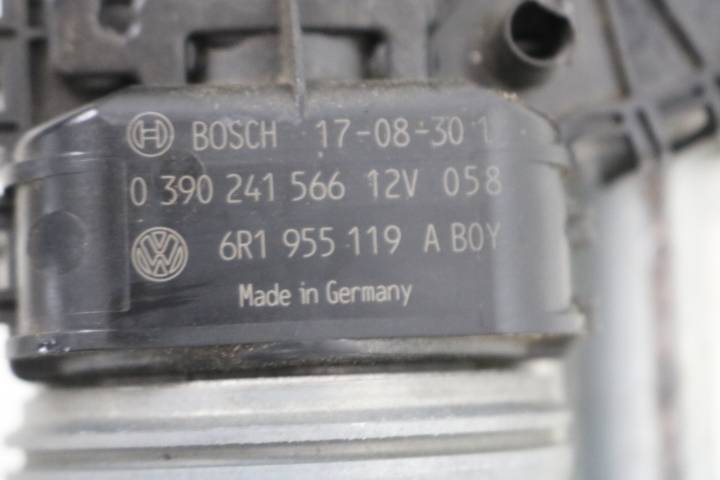 BOSCH 17-08-30 1
0 390 241 566 12V 058
6R1 955 119 A BOY
Made in Germany